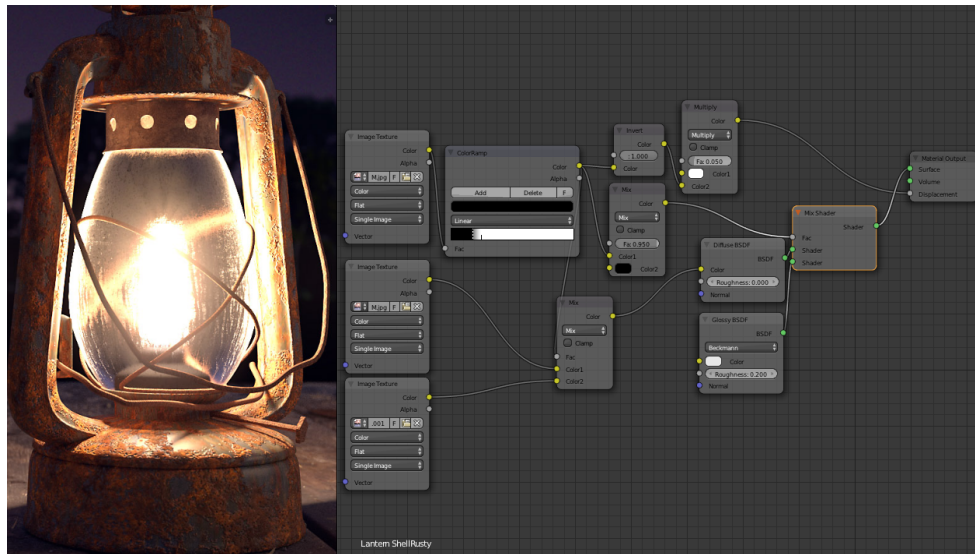 Image Texture
Color
Alpha
M.jpg F
Color
Flat
Single Image
Vector
Image Texture
Color
Alpha
M.jpg F
Color
Flat
Single Image
Vector
Image Texture
Color
Alpha
.001 F
Color
Flat
Single Image
Vector
ColorRamp
Color
Alpha
Add Delete F
Linear
Fac
Invert
Color
1.000
Color
Multiply
Color
Multiply
Clamp
Fa: 0.050
Color1
Color2
Mix
Color
Mix
Clamp
Fa: 0.950
Color1
Color2
Mix
Color
Mix
Clamp
Fac
Color1
Color2
Diffuse BSDF
BSDF
Color
Roughness: 0.000
Normal
Glossy BSDF
BSDF
Beckmann
Color
Roughness: 0.200
Normal
Mix Shader
Shader
Fac
Shader
Shader
Material Output
Surface
Volume
Displacement
Lantern ShellRusty